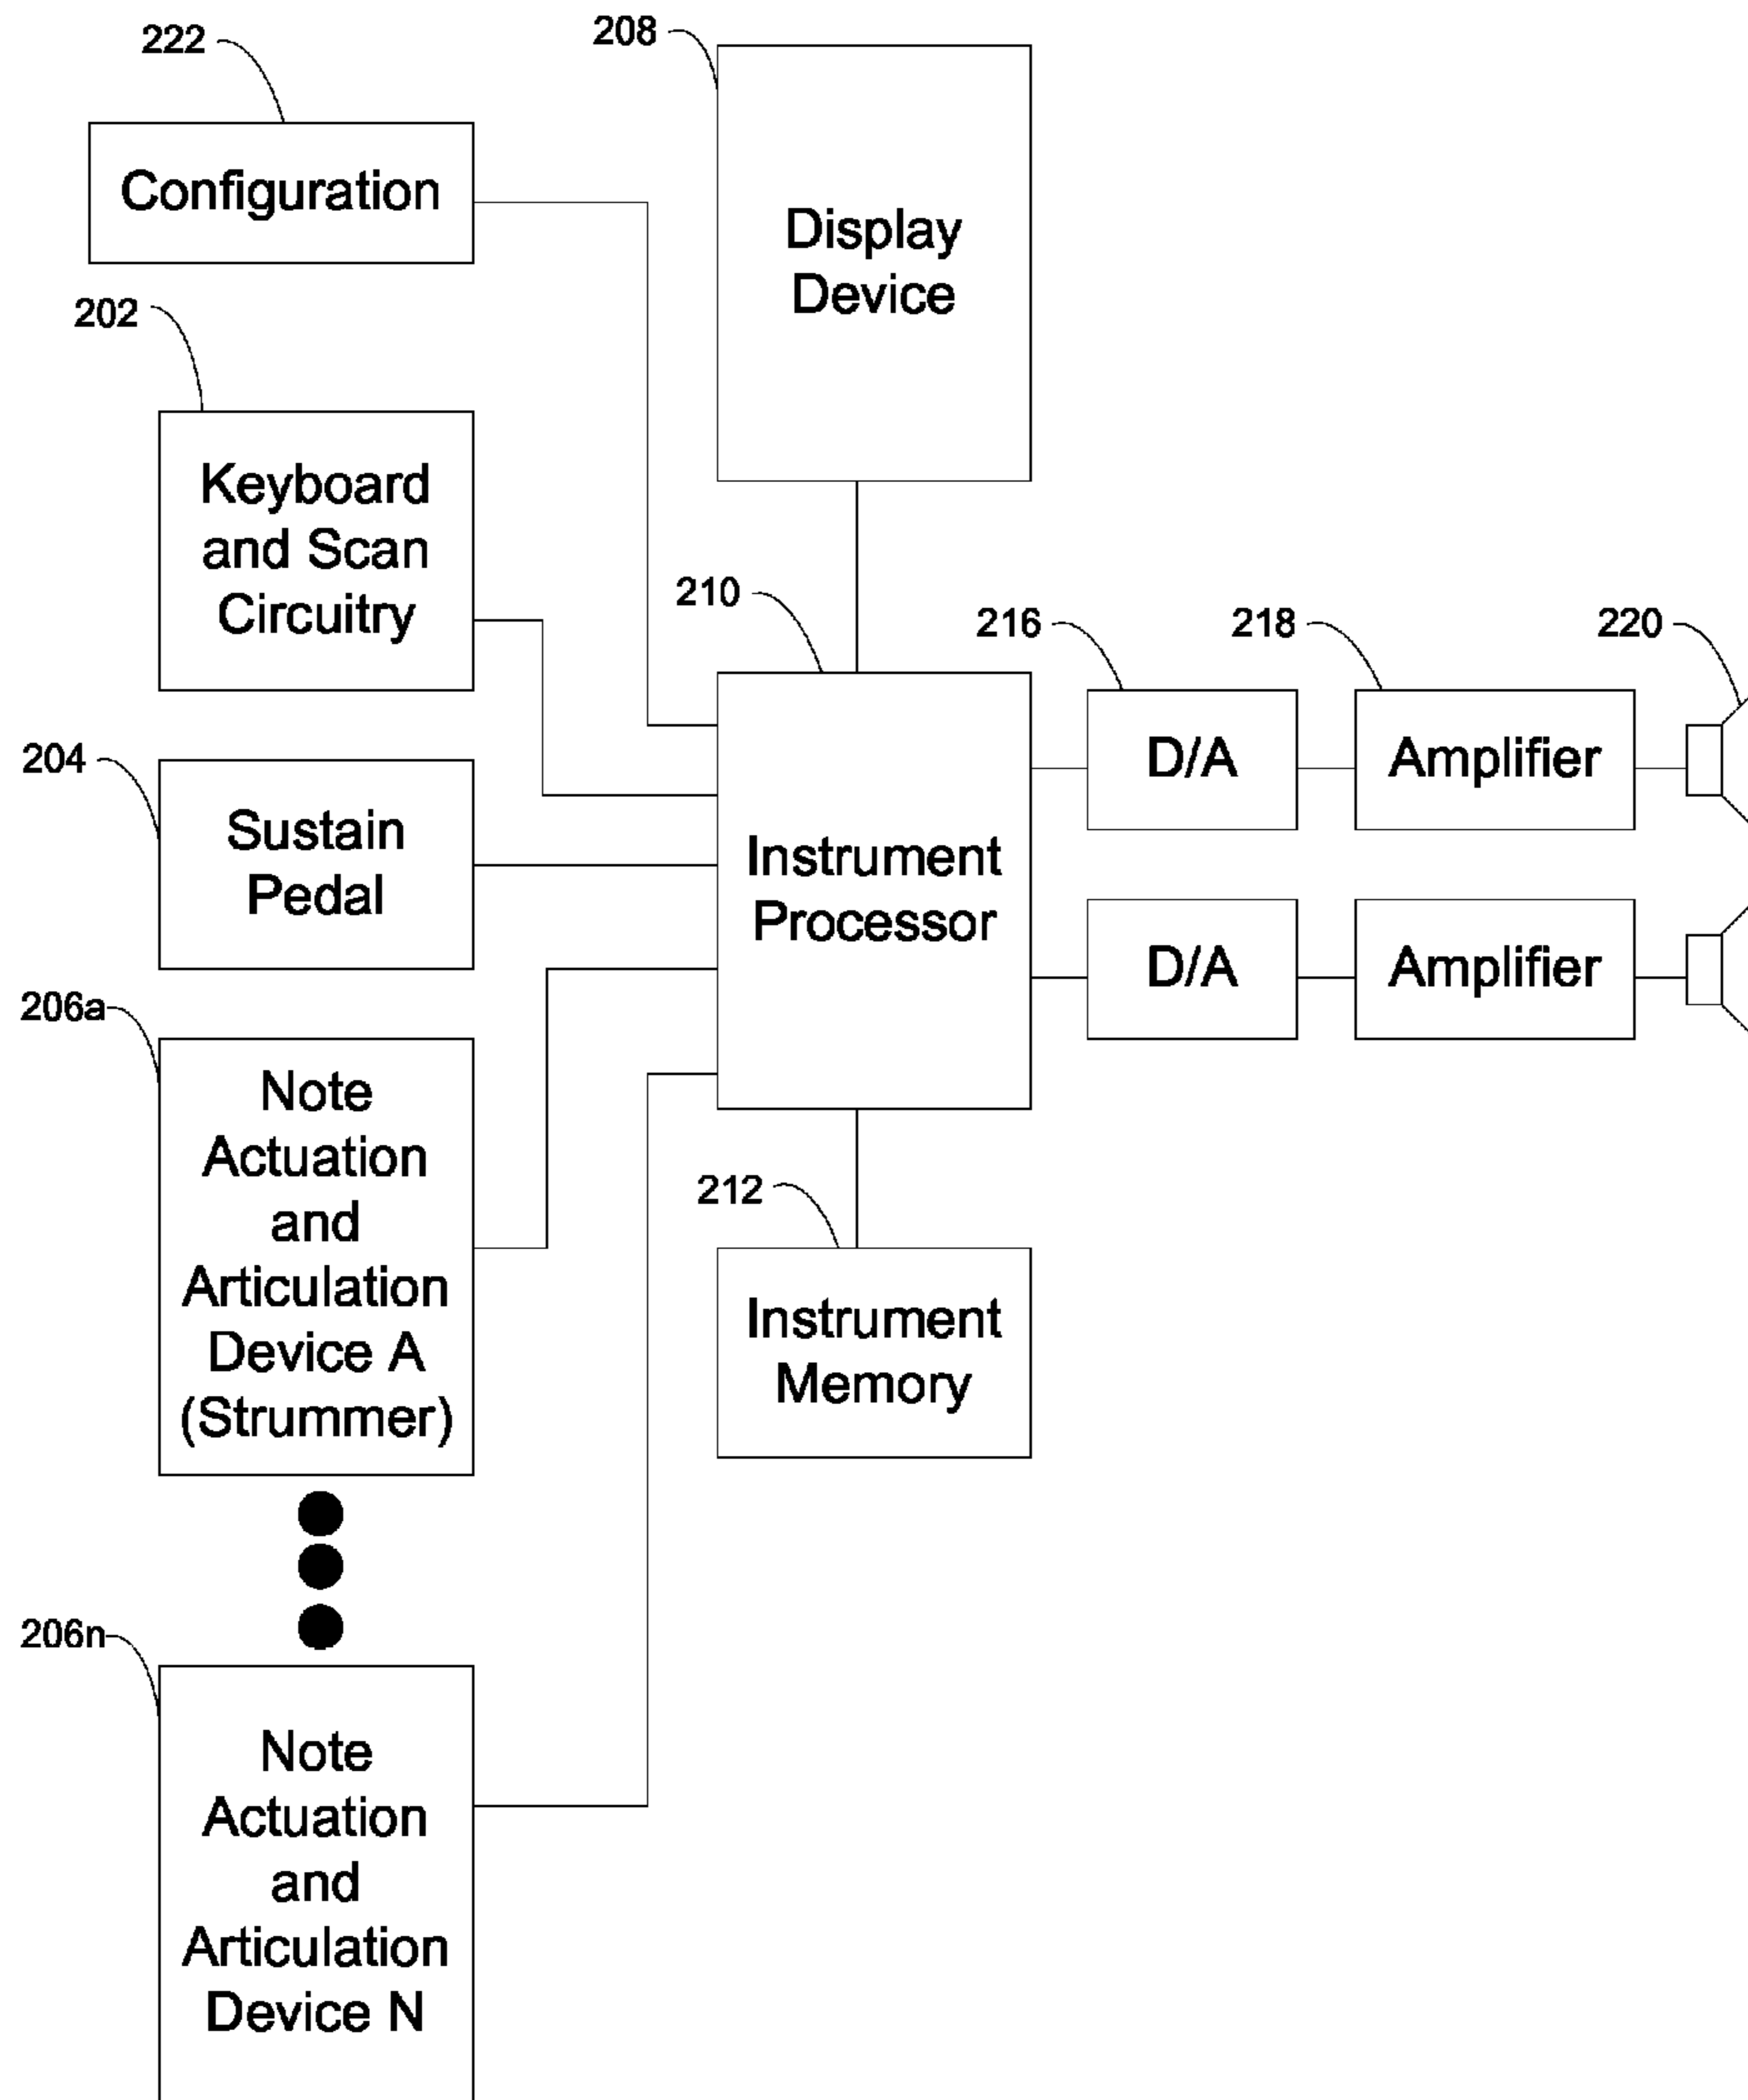 222
Configuration
208
Display
Device
202
Keyboard
and Scan
Circuitry
204
Sustain
Pedal
206a
Note
Actuation
and
Articulation
Device A
(Strummer)
206n
Note
Actuation
and
Articulation
Device N
210
Instrument
Processor
212
Instrument
Memory
216
D/A
218
Amplifier
220
D/A
Amplifier